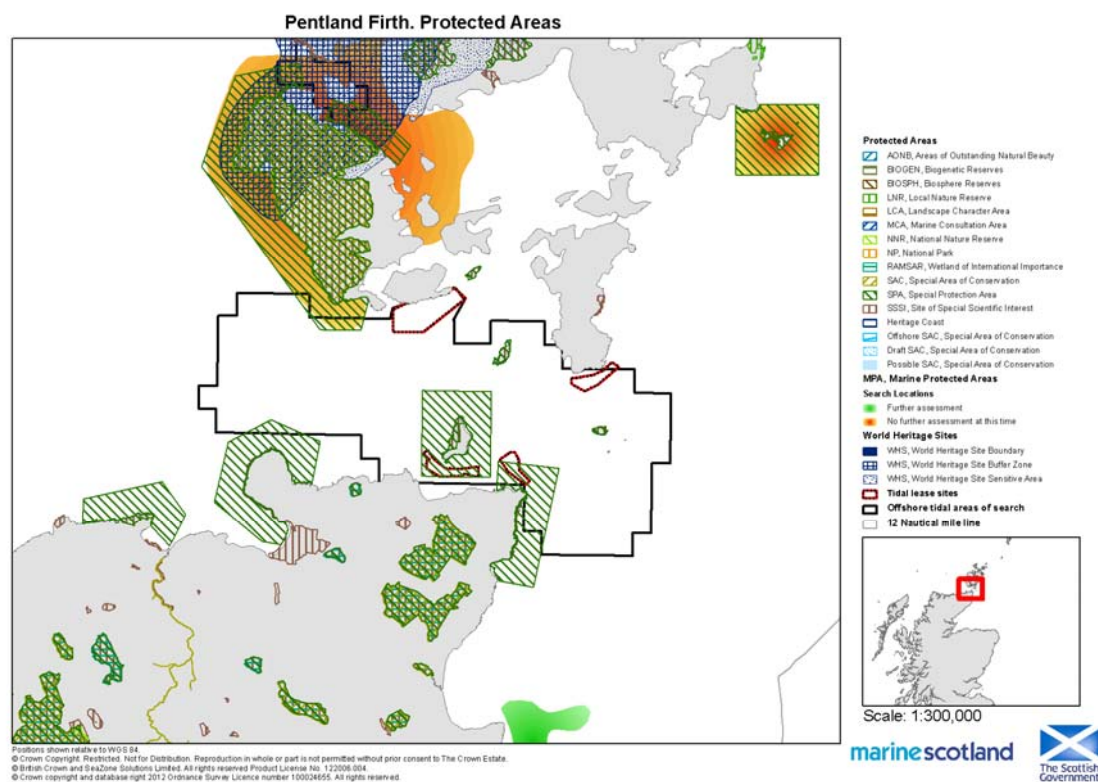 Pentland Firth. Protected Areas
Protected Areas
AONB, Areas of Outstanding Natural Beauty
BIOGEN, Biogenetic Reserves
BIOSPH, Biosphere Reserves
LNR, Local Nature Reserve
LCA, Landscape Character Area
MCA, Marine Consultation Area
NNR, National Nature Reserve
NP, National Park
RAMSAR, Wetland of International Importance
SAC, Special Area of Conservation
SPA, Special Protection Area
SSSI, Site of Special Scientific Interest
Heritage Coast
Offshore SAC, Special Area of Conservation
Draft SAC, Special Area of Conservation
Possible SAC, Special Area of Conservation
MPA, Marine Protected Areas
Search Locations
Further assessment
No further assessment at this time
World Heritage Sites
WHS, World Heritage Site Boundary
WHS, World Heritage Site Buffer Zone
WHS, World Heritage Site Sensitive Area
Tidal lease sites
Offshore tidal areas of search
12 Nautical mile line
Scale: 1:300,000
marinescotland
The Scottish
Government
Positions shown relative to WGS 84.
© Crown Copyright. Restricted. Not for Distribution. Reproduction in whole or part is not permitted without prior consent to The Crown Estate.
© British Crown and SeaZone Solutions Limited. All rights reserved Product License No. 122006.004.
© Crown copyright and database right 2012 Ordnance Survey Licence number 100024655. All rights reserved.